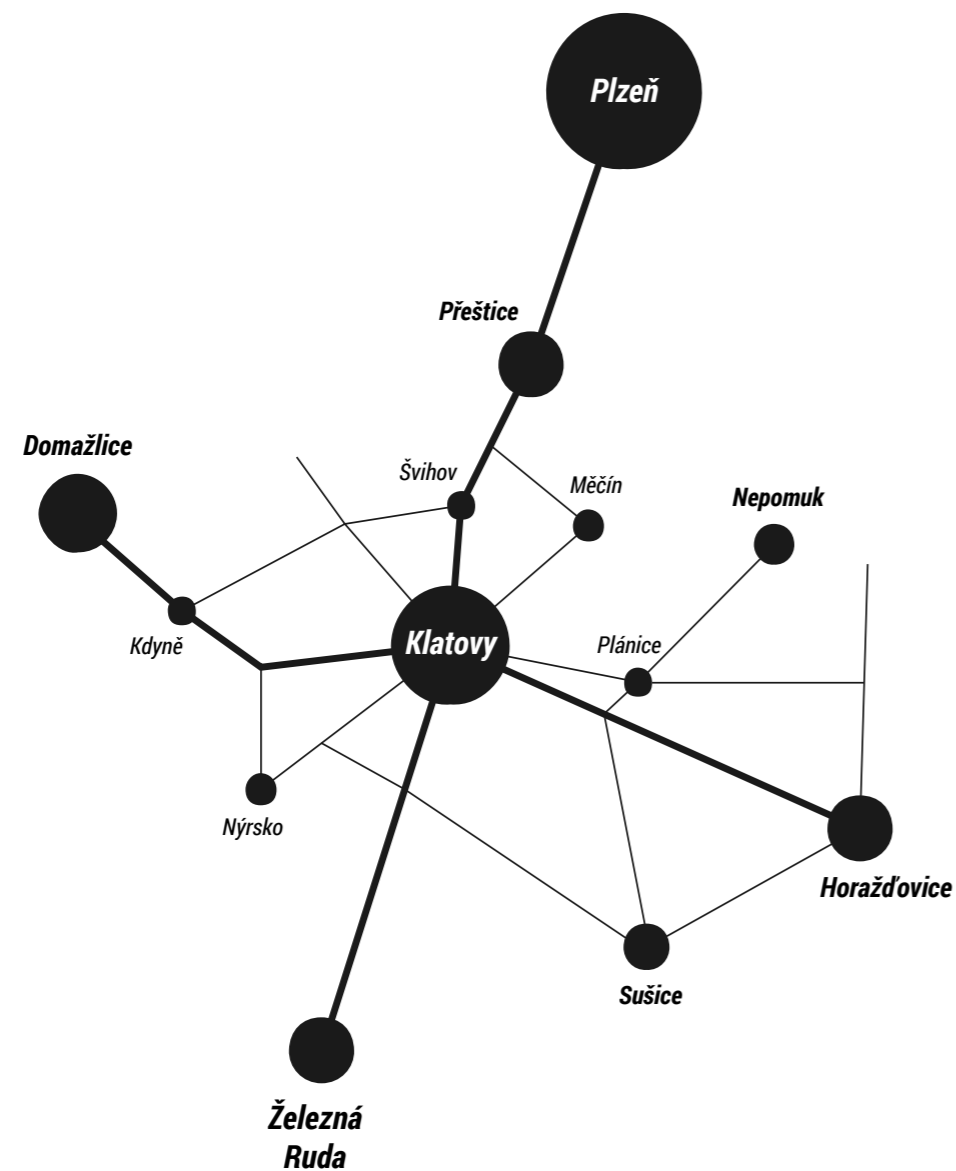 Plzeň
Přeštice
Domažlice
Švihov
Měčín
Nepomuk
Kdyně
Klatovy
Plánice
Nýrsko
Horažďovice
Sušice
Železná
Ruda